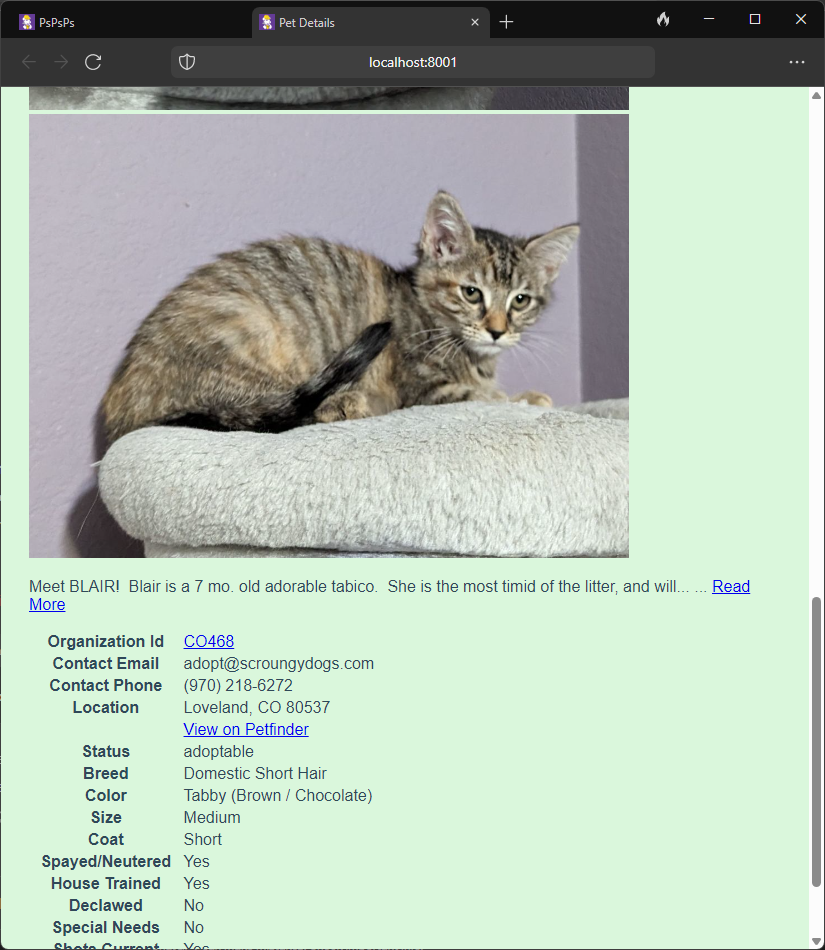 PsPsPs
Pet Details
localhost:8001
Meet BLAIR!  Blair is a 7 mo. old adorable tabico.  She is the most timid of the litter, and will... ... Read
More
Organization Id CO468
Contact Email adopt@scroungydogs.com
Contact Phone (970) 218-6272
Location Loveland, CO 80537
View on Petfinder
Status adoptable
Breed Domestic Short Hair
Color Tabby (Brown / Chocolate)
Size Medium
Coat Short
Spayed/Neutered Yes
House Trained Yes
Declawed No
Special Needs No
Shots Current Yes